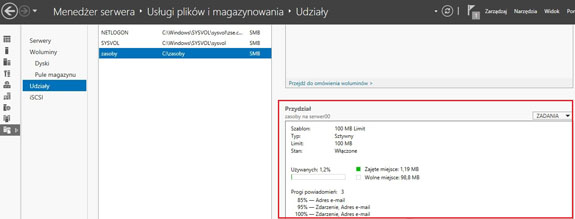 Menedżer serwera ▸ Usługi plików i magazynowania ▸ Udziały
Zarządzaj Narzędzia Widok
Serwery
Woluminy
Dyski
Pule magazynu
Udziały
iSCSI
NETLOGON C:\Windows\SYSVOL\sysvol\zse.c... SMB
SYSVOL C:\Windows\SYSVOL\sysvol SMB
zasoby C:\zasoby SMB
Przejdź do omówienia woluminów >
Przydział
zasoby na serwer00
ZADANIA
Szablon: 100 MB Limit
Typ: Sztywny
Limit: 100 MB
Stan: Włączone
Używanych: 1,2%
Zajęte miejsce: 1,19 MB
Wolne miejsce: 98,8 MB
Progi powiadomień: 3
85% — Adres e-mail
95% — Zdarzenie, Adres e-mail
100% — Zdarzenie, Adres e-mail